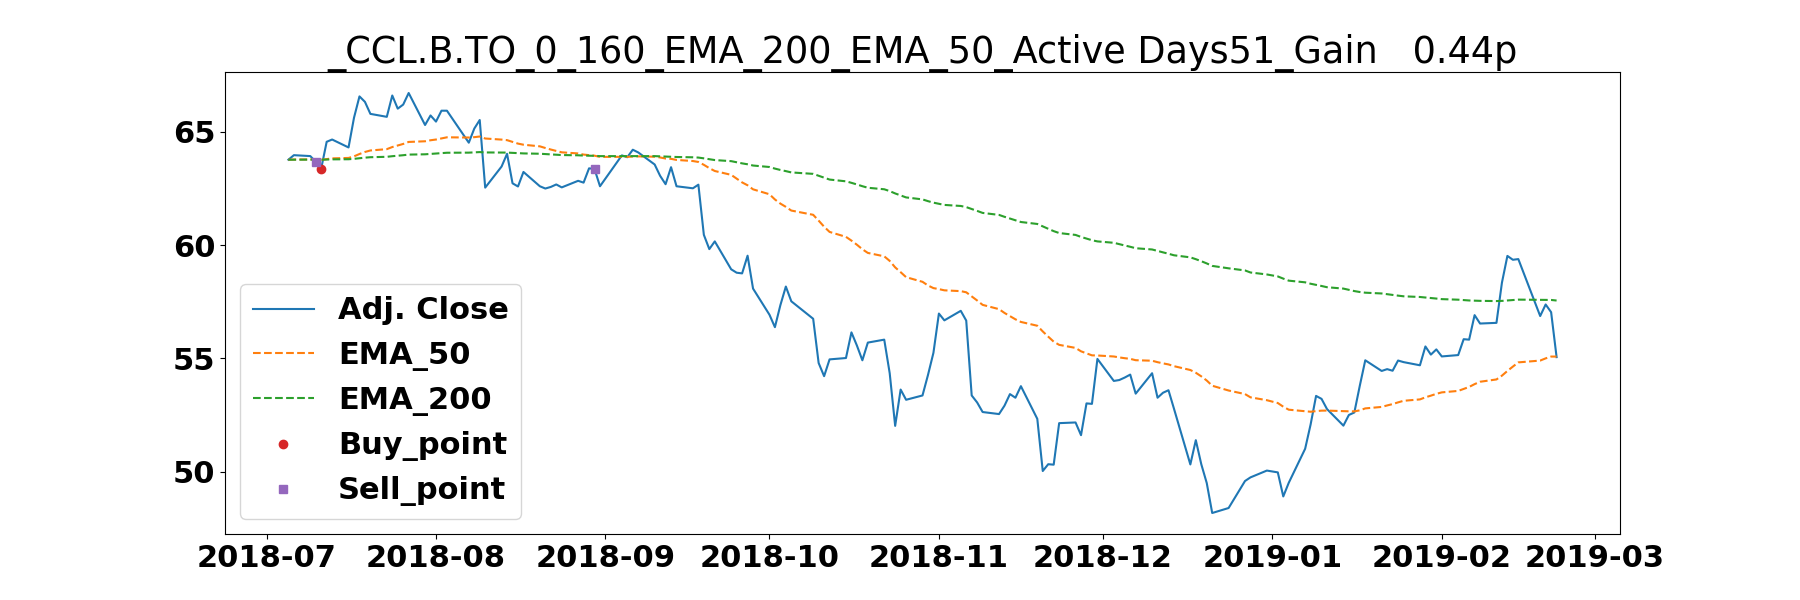 _CCL.B.TO_0_160_EMA_200_EMA_50_Active Days51_Gain   0.44p
65
60
55
50
Adj. Close
EMA_50
EMA_200
Buy_point
Sell_point
2018-07 2018-08 2018-09 2018-10 2018-11 2018-12 2019-01 2019-02 2019-03